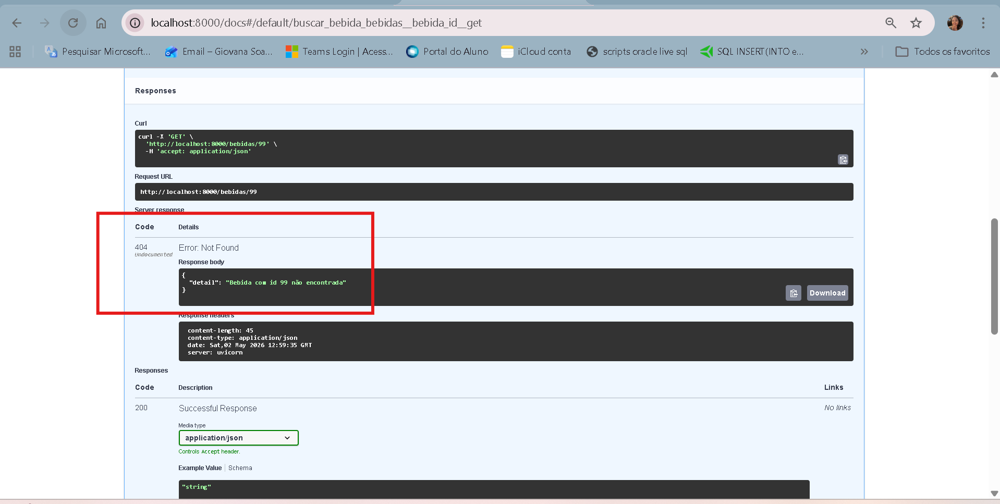 localhost:8000/docs#/default/buscar_bebida_bebidas__bebida_id__get
Pesquisar Microsoft... Email – Giovana Soa... Teams Login | Acess... Portal do Aluno iCloud conta scripts oracle live sql SQL INSERT(INTO e... » Todos os favoritos
Responses
Curl
curl -X 'GET' \
'http://localhost:8000/bebidas/99' \
-H 'accept: application/json'
Request URL
http://localhost:8000/bebidas/99
Server response
Code Details
404 Error: Not Found
Undocumented
Response body
{
"detail": "Bebida com id 99 não encontrada"
}
Download
Response headers
content-length: 45
content-type: application/json
date: Sat,02 May 2026 12:59:35 GMT
server: uvicorn
Responses
Code Description Links
200 Successful Response No links
Media type
application/json
Controls Accept header.
Example Value Schema
"string"